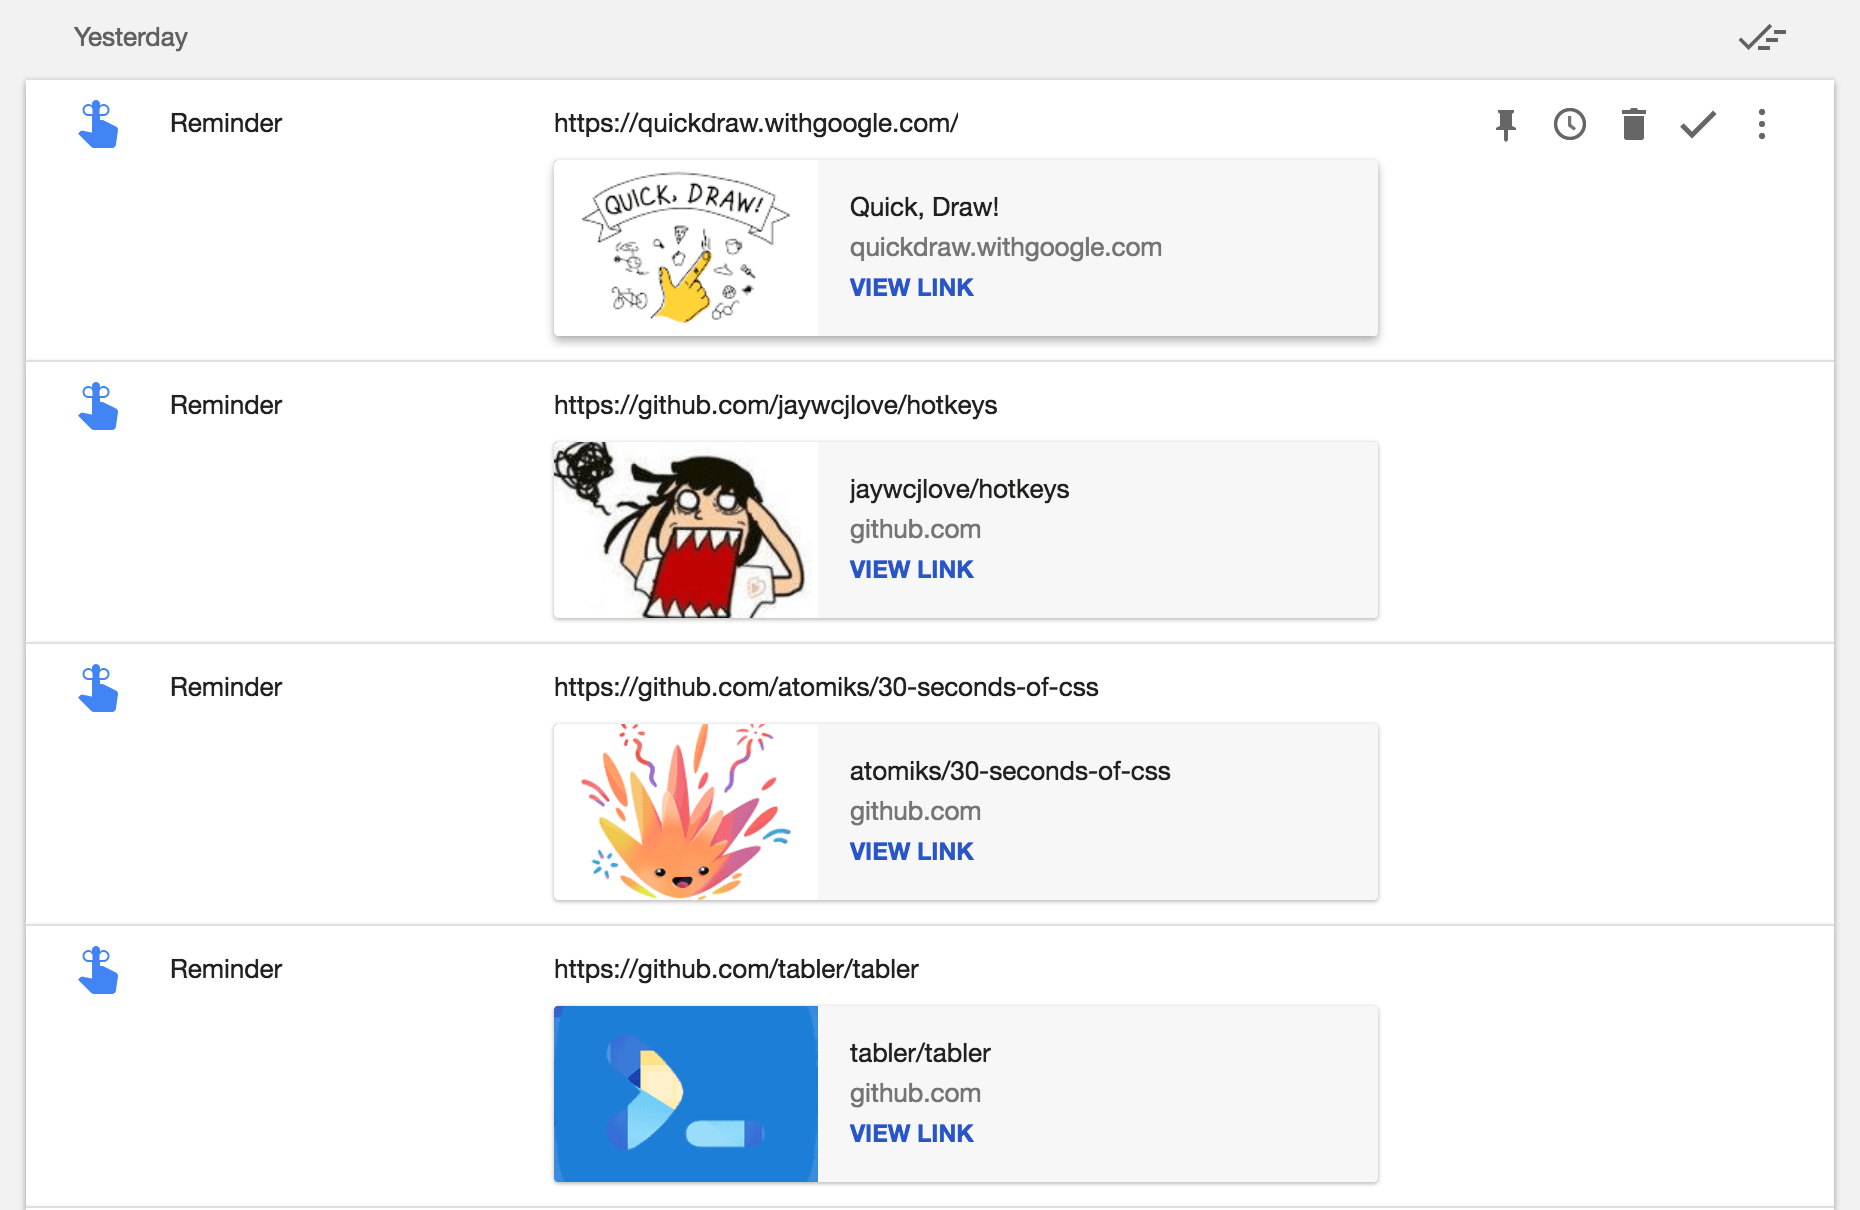 Yesterday
Reminder
https://quickdraw.withgoogle.com/
QUICK, DRAW!
Quick, Draw!
quickdraw.withgoogle.com
VIEW LINK
Reminder
https://github.com/jaywcjlove/hotkeys
jaywcjlove/hotkeys
github.com
VIEW LINK
Reminder
https://github.com/atomiks/30-seconds-of-css
atomiks/30-seconds-of-css
github.com
VIEW LINK
Reminder
https://github.com/tabler/tabler
tabler/tabler
github.com
VIEW LINK